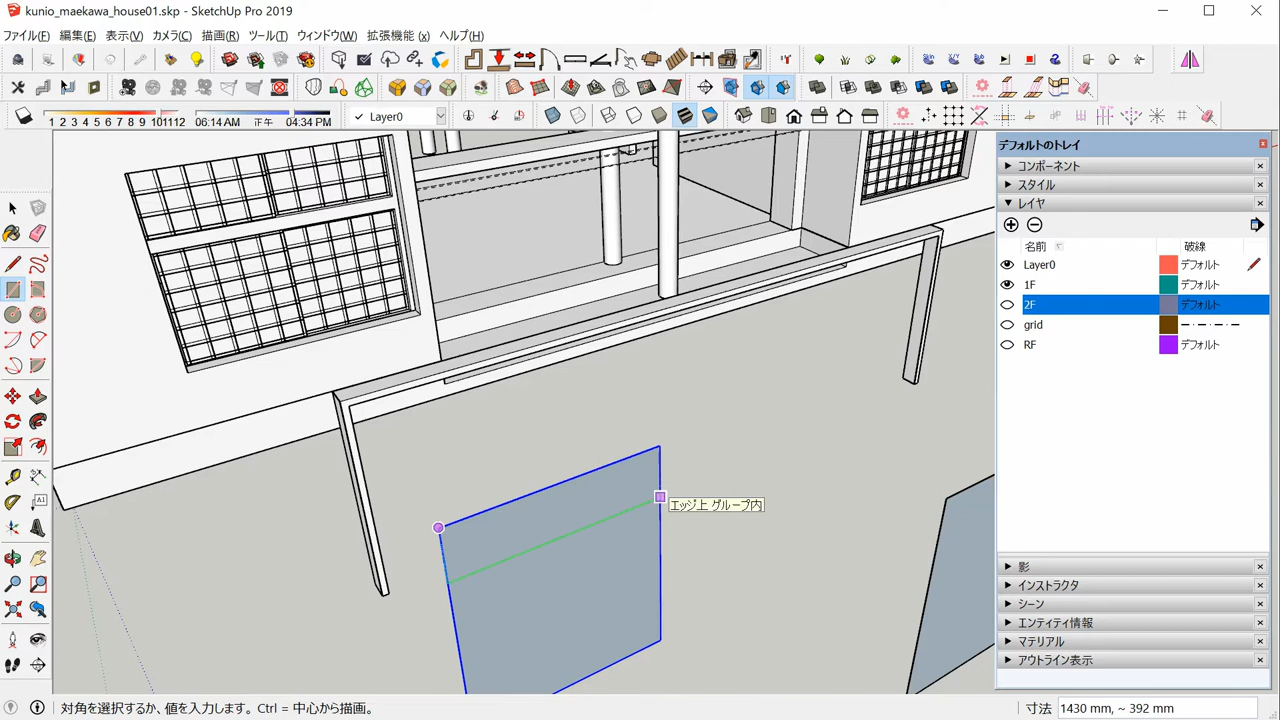 kunio_maekawa_house01.skp - SketchUp Pro 2019
ファイル(F) 編集(E) 表示(V) カメラ(C) 描画(R) ツール(T) ウィンドウ(W) 拡張機能 (x) ヘルプ(H)
1 2 3 4 5 6 7 8 9 101112 06:14 AM 正午 04:34 PM Layer0
デフォルトのトレイ
コンポーネント
スタイル
レイヤ
名前 破線
Layer0 デフォルト
1F デフォルト
2F デフォルト
grid
RF デフォルト
エッジ上 グループ内
影
インストラクタ
シーン
エンティティ情報
マテリアル
アウトライン表示
対角を選択するか、値を入力します。Ctrl = 中心から描画。 寸法 1430 mm, ~ 392 mm